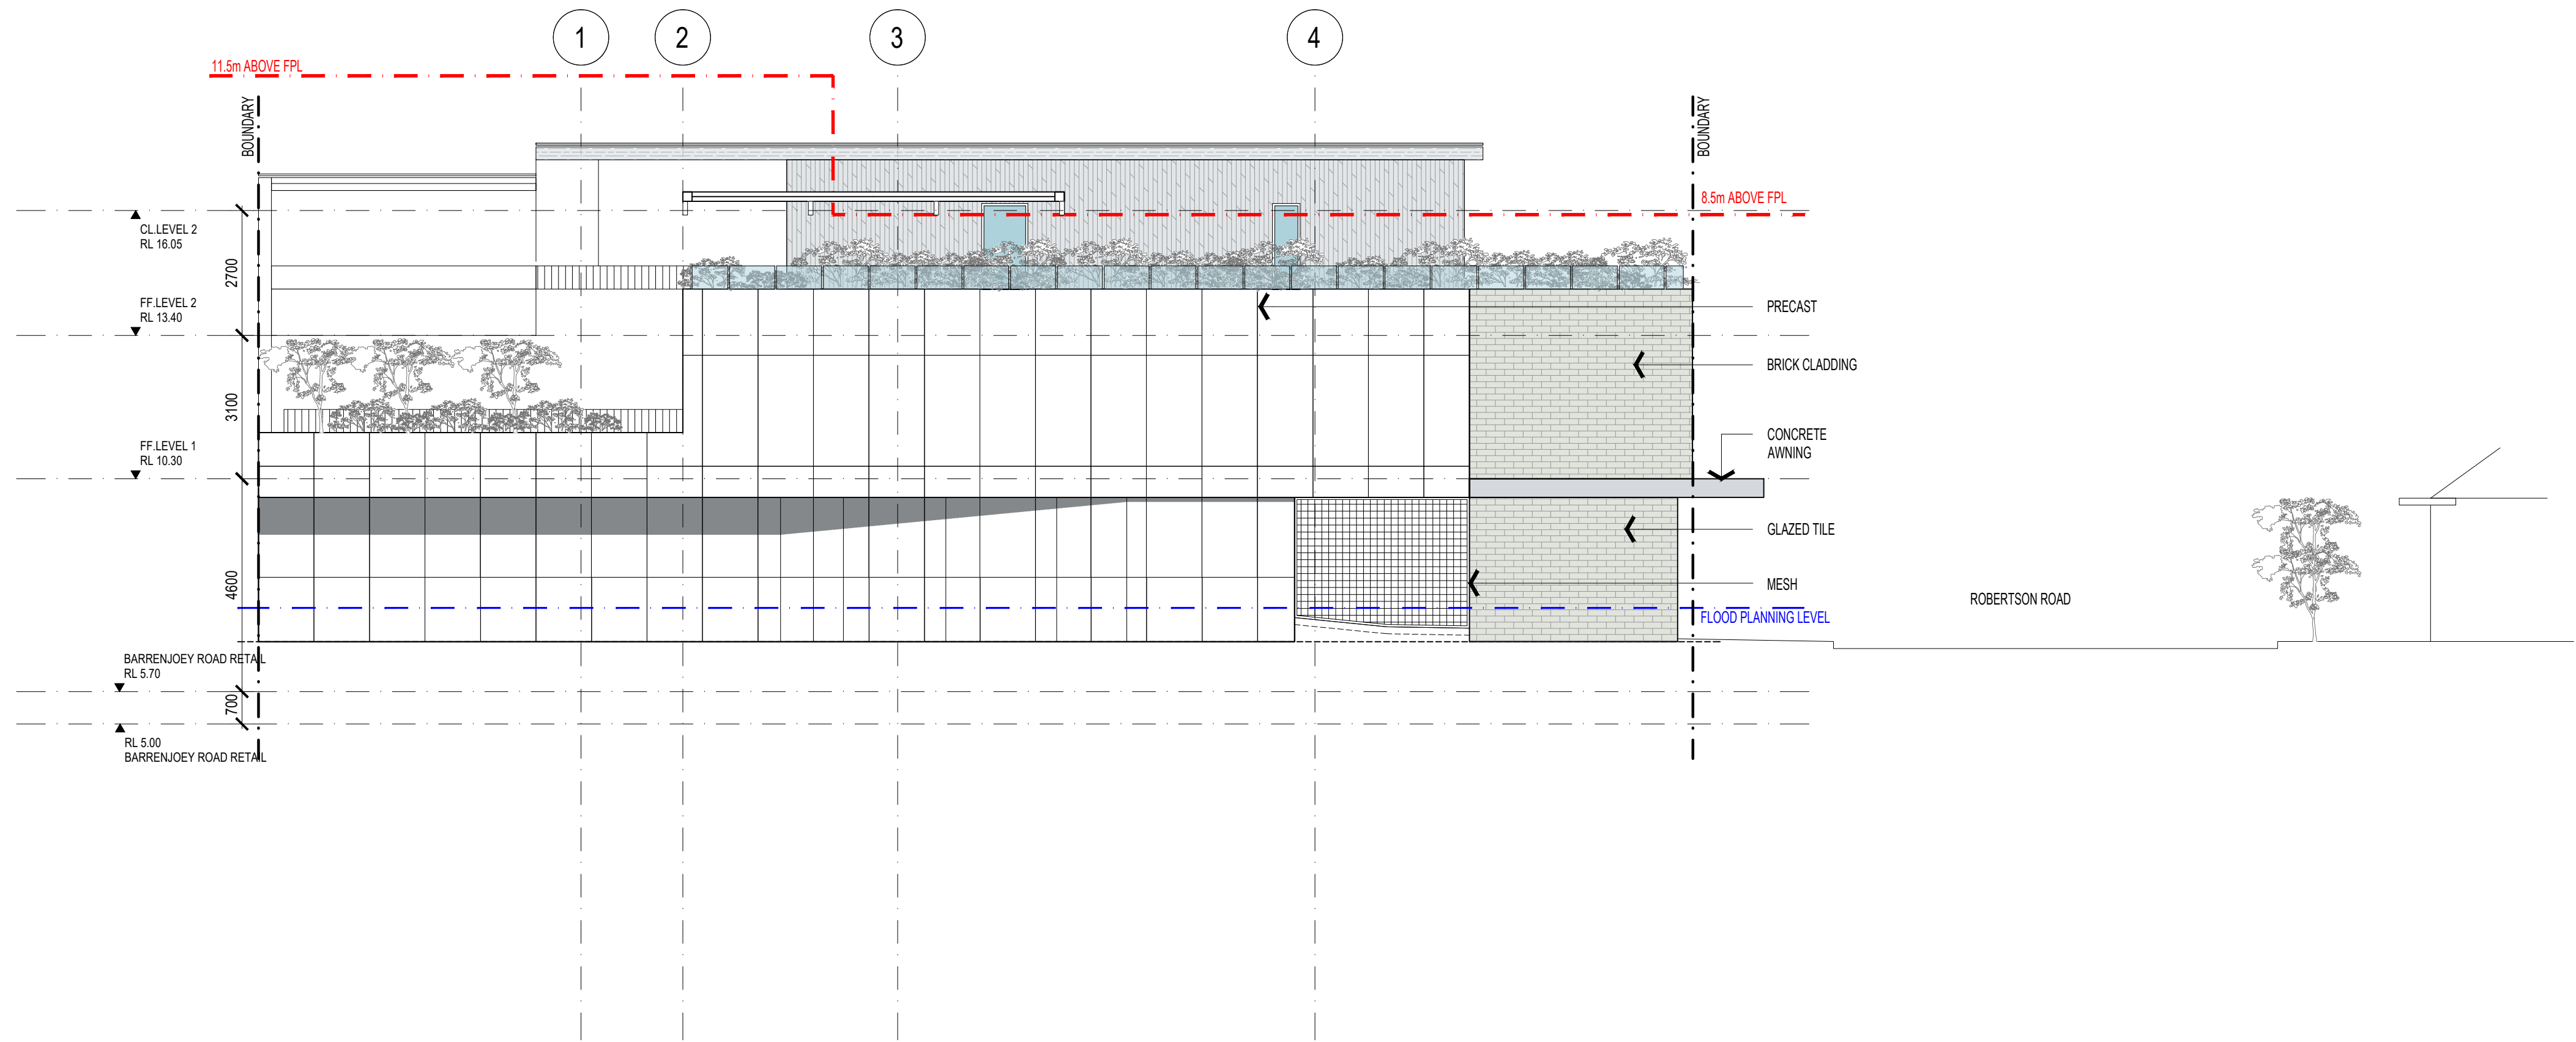 1
2
3
4
11.5m ABOVE FPL
BOUNDARY
BOUNDARY
8.5m ABOVE FPL
CL.LEVEL 2
RL 16.05
2700
FF.LEVEL 2
RL 13.40
PRECAST
BRICK CLADDING
3100
CONCRETE
AWNING
FF.LEVEL 1
RL 10.30
GLAZED TILE
4600
MESH
ROBERTSON ROAD
FLOOD PLANNING LEVEL
BARRENJOEY ROAD RETAIL
RL 5.70
700
RL 5.00
BARRENJOEY ROAD RETAIL